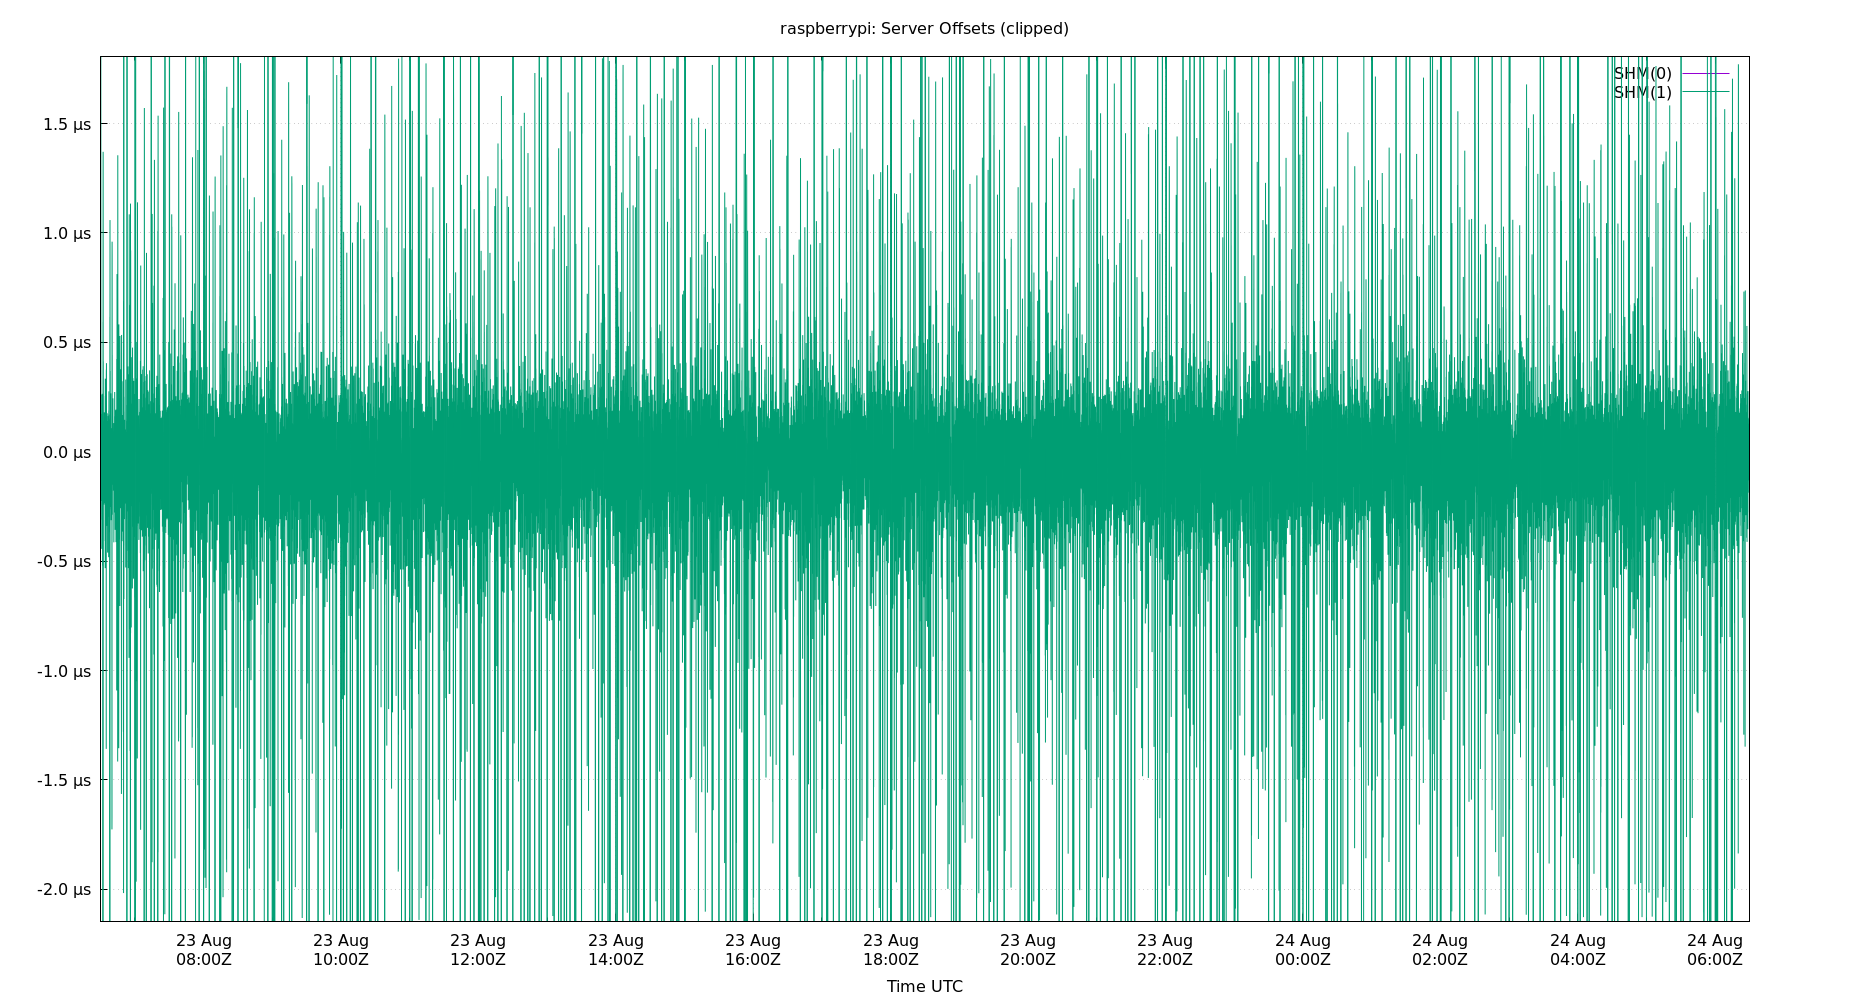 raspberrypi: Server Offsets (clipped)
SHM(0)
SHM(1)
1.5 µs
1.0 µs
0.5 µs
0.0 µs
-0.5 µs
-1.0 µs
-1.5 µs
-2.0 µs
23 Aug 23 Aug 23 Aug 23 Aug 23 Aug 23 Aug 23 Aug 23 Aug 24 Aug 24 Aug 24 Aug 24 Aug
08:00Z 10:00Z 12:00Z 14:00Z 16:00Z 18:00Z 20:00Z 22:00Z 00:00Z 02:00Z 04:00Z 06:00Z
Time UTC